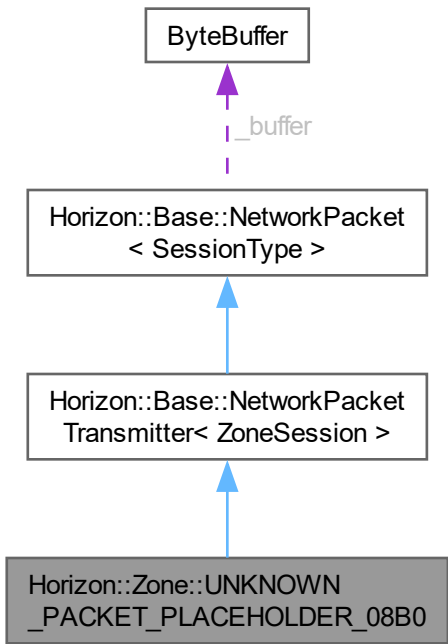 ByteBuffer
_buffer
Horizon::Base::NetworkPacket
< SessionType >
Horizon::Base::NetworkPacket
Transmitter< ZoneSession >
Horizon::Zone::UNKNOWN
_PACKET_PLACEHOLDER_08B0